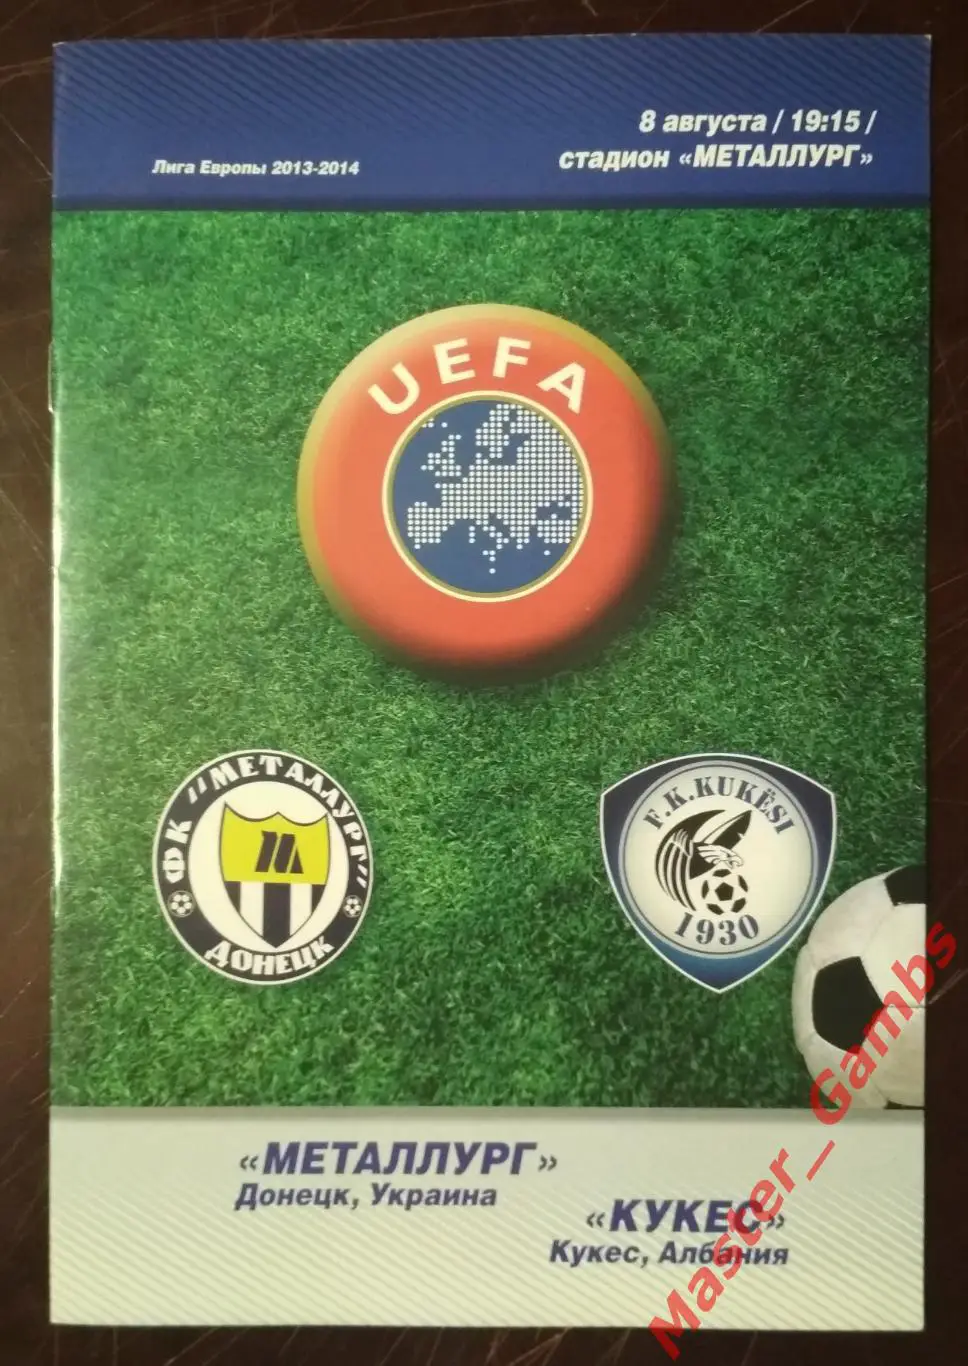 8 августа / 19:15 /
стадион «МЕТАЛЛУРГ»
Лига Европы 2013-2014
UEFA
ФК "МЕТАЛЛУРГ"
ДОНЕЦК
F.K.KUKËSI
1930
«МЕТАЛЛУРГ»
Донецк, Украина
«КУКЕС»
Кукес, Албания
Master_Gambs